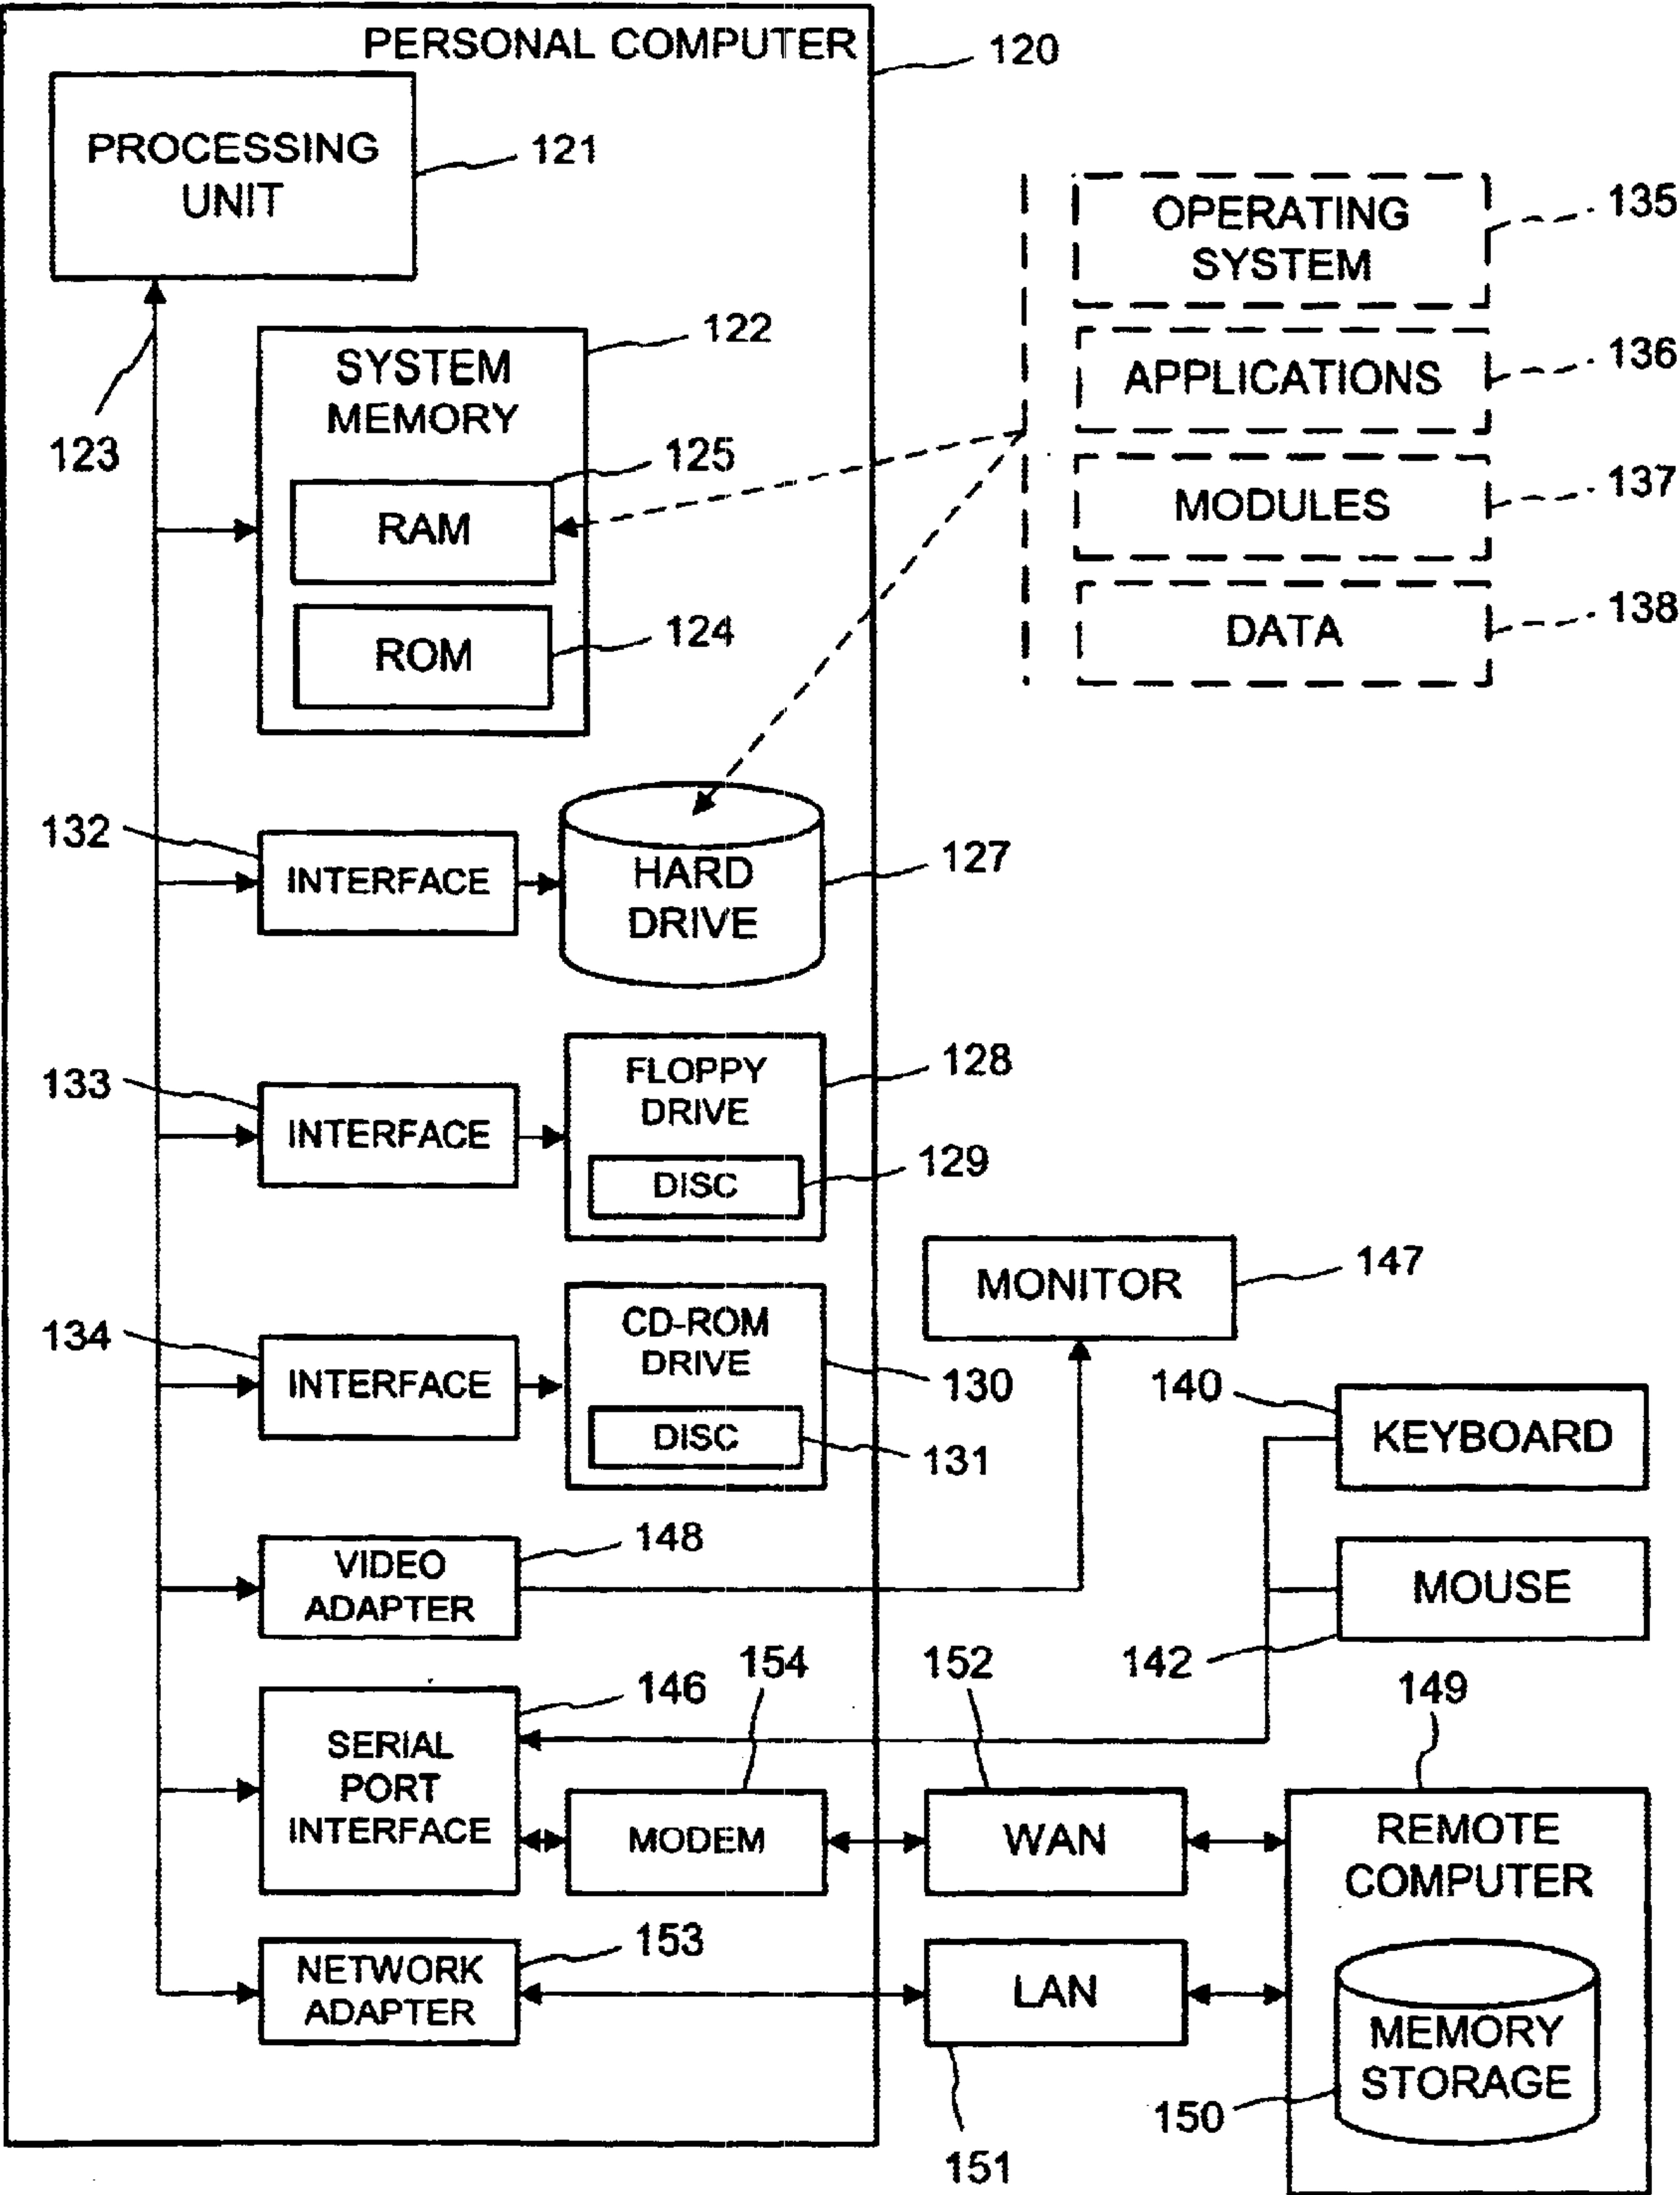 PERSONAL COMPUTER
120
PROCESSING
UNIT
121
123
SYSTEM
MEMORY
122
RAM
125
ROM
124
OPERATING
SYSTEM
135
APPLICATIONS
136
MODULES
137
DATA
138
132
INTERFACE
HARD
DRIVE
127
133
INTERFACE
FLOPPY
DRIVE
128
DISC
129
134
INTERFACE
CD-ROM
DRIVE
130
DISC
131
MONITOR
147
140
KEYBOARD
MOUSE
142
VIDEO
ADAPTER
148
SERIAL
PORT
INTERFACE
146
154
MODEM
152
WAN
149
REMOTE
COMPUTER
NETWORK
ADAPTER
153
LAN
151
MEMORY
STORAGE
150